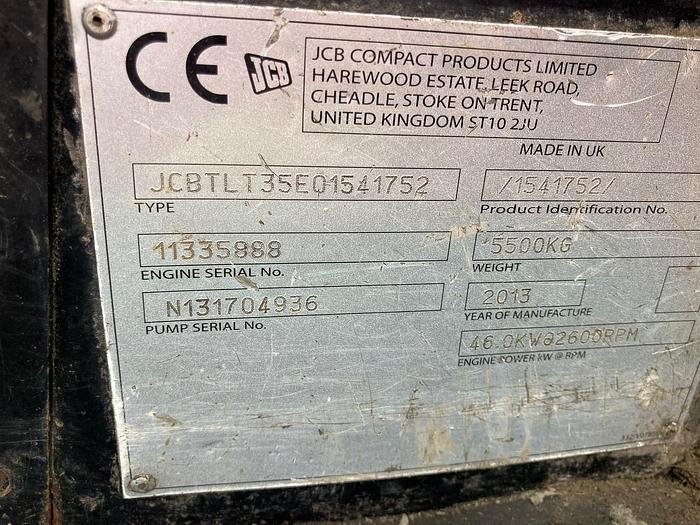 CE JCB
JCB COMPACT PRODUCTS LIMITED
HAREWOOD ESTATE, LEEK ROAD,
CHEADLE, STOKE ON TRENT,
UNITED KINGDOM ST10 2JU
MADE IN UK
JCBTLT35E01541752
TYPE
/1541752/
Product Identification No.
11335888
ENGINE SERIAL No.
5500KG
WEIGHT
N131704936
PUMP SERIAL No.
2013
YEAR OF MANUFACTURE
46.0KW@2600RPM
ENGINE POWER kW @ RPM